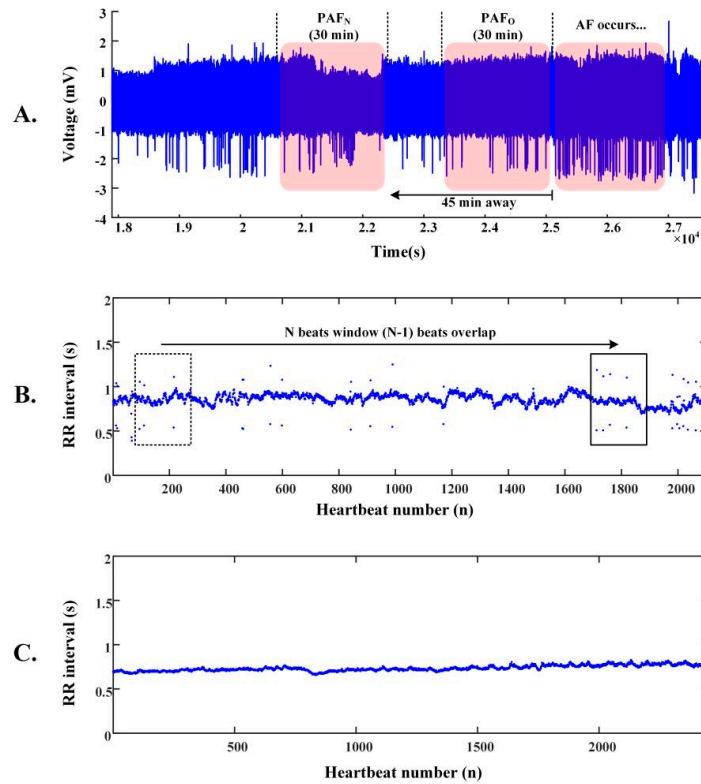 PAF_N
(30 min)
PAF_O
(30 min)
AF occurs...
A.
Voltage (mV)
4
3
2
1
0
-1
-2
-3
-4
45 min away
1.8
1.9
2
2.1
2.2
2.3
2.4
2.5
2.6
2.7
×10⁴
Time(s)
B.
RR interval (s)
2
1.5
1
0.5
0
N beats window (N-1) beats overlap
200
400
600
800
1000
1200
1400
1600
1800
2000
Heartbeat number (n)
C.
RR interval (s)
2
1.5
1
0.5
0
500
1000
1500
2000
Heartbeat number (n)